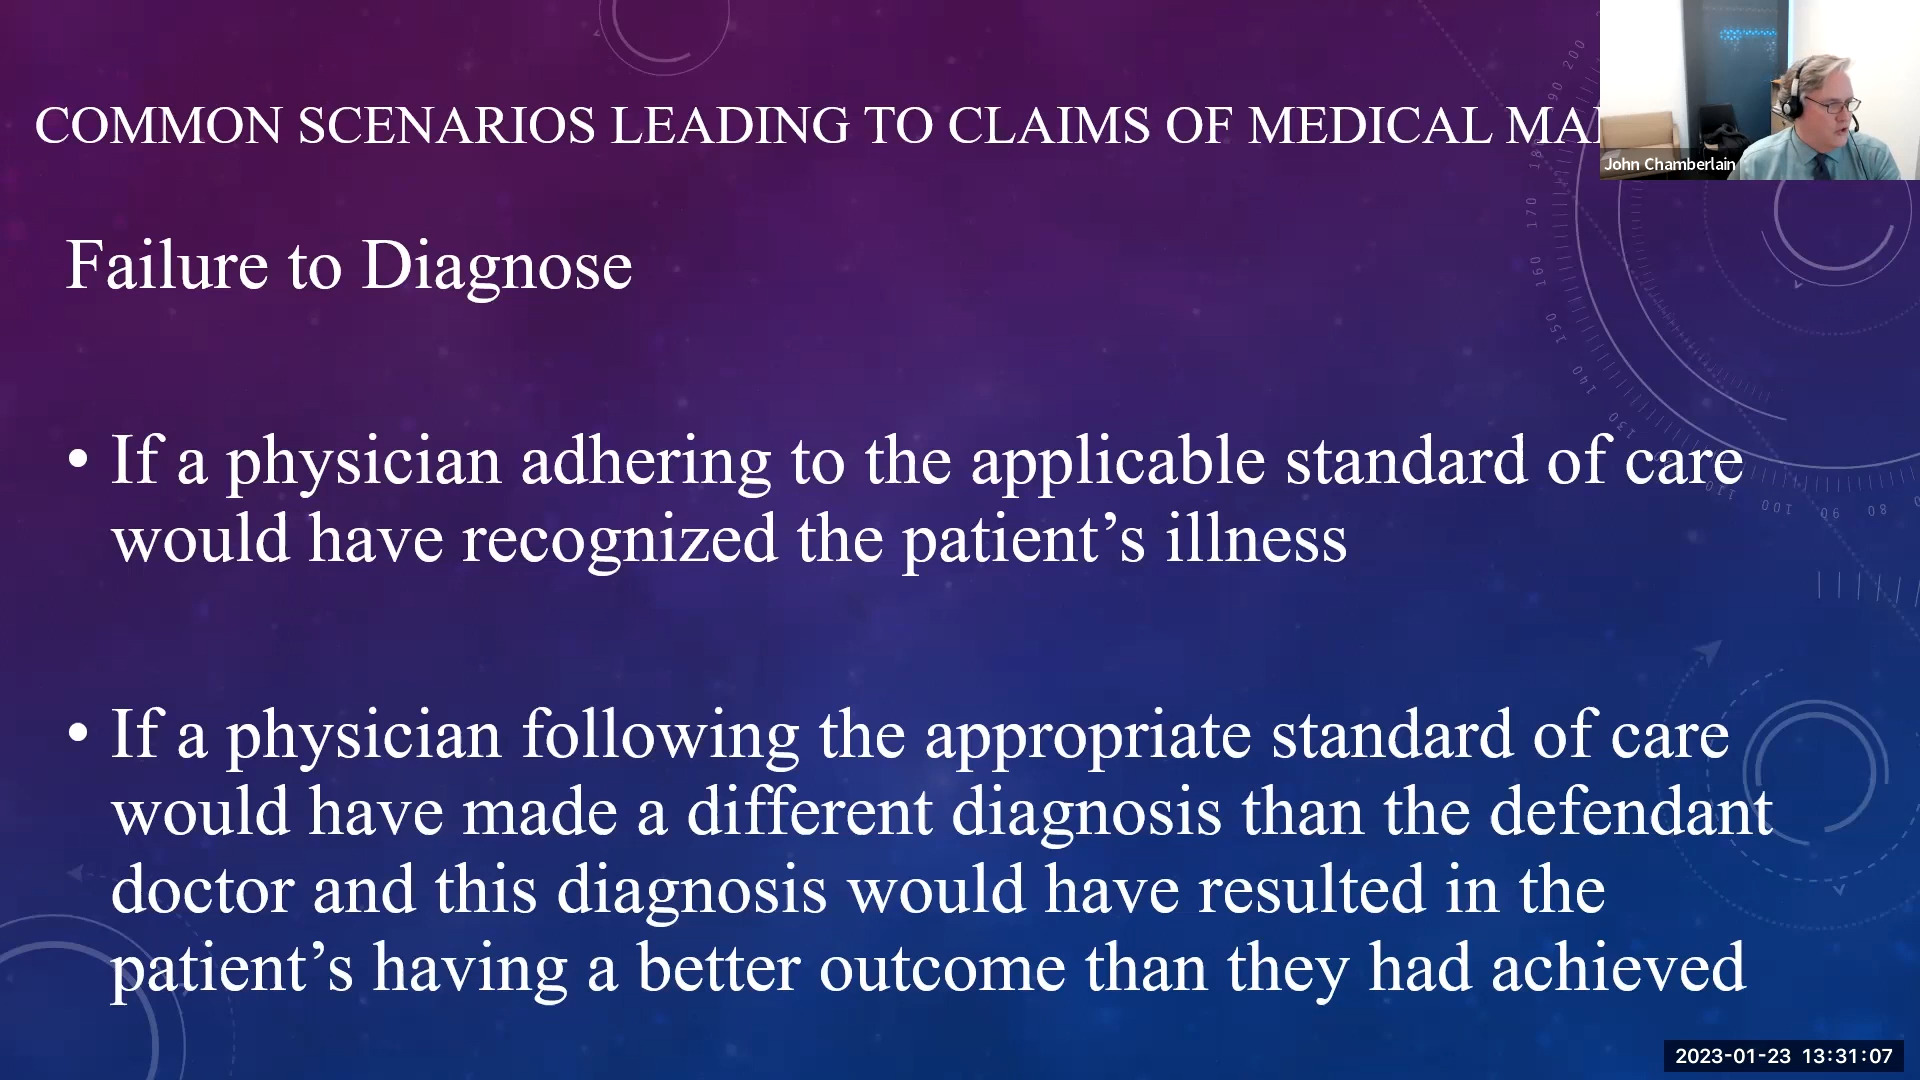 COMMON SCENARIOS LEADING TO CLAIMS OF MEDICAL
John Chamberlain
Failure to Diagnose
• If a physician adhering to the applicable standard of care
would have recognized the patient’s illness
• If a physician following the appropriate standard of care
would have made a different diagnosis than the defendant
doctor and this diagnosis would have resulted in the
patient’s having a better outcome than they had achieved
2023-01-23 13:31:07